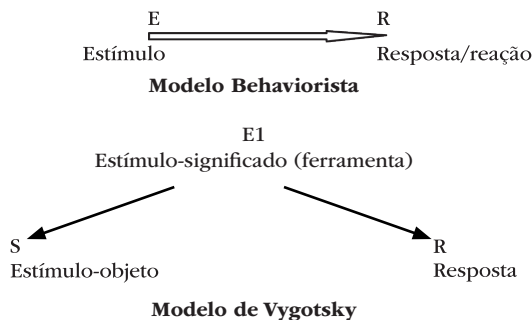 E R
Estímulo Resposta/reação
Modelo Behaviorista
E1
Estímulo-significado (ferramenta)
S R
Estímulo-objeto Resposta
Modelo de Vygotsky